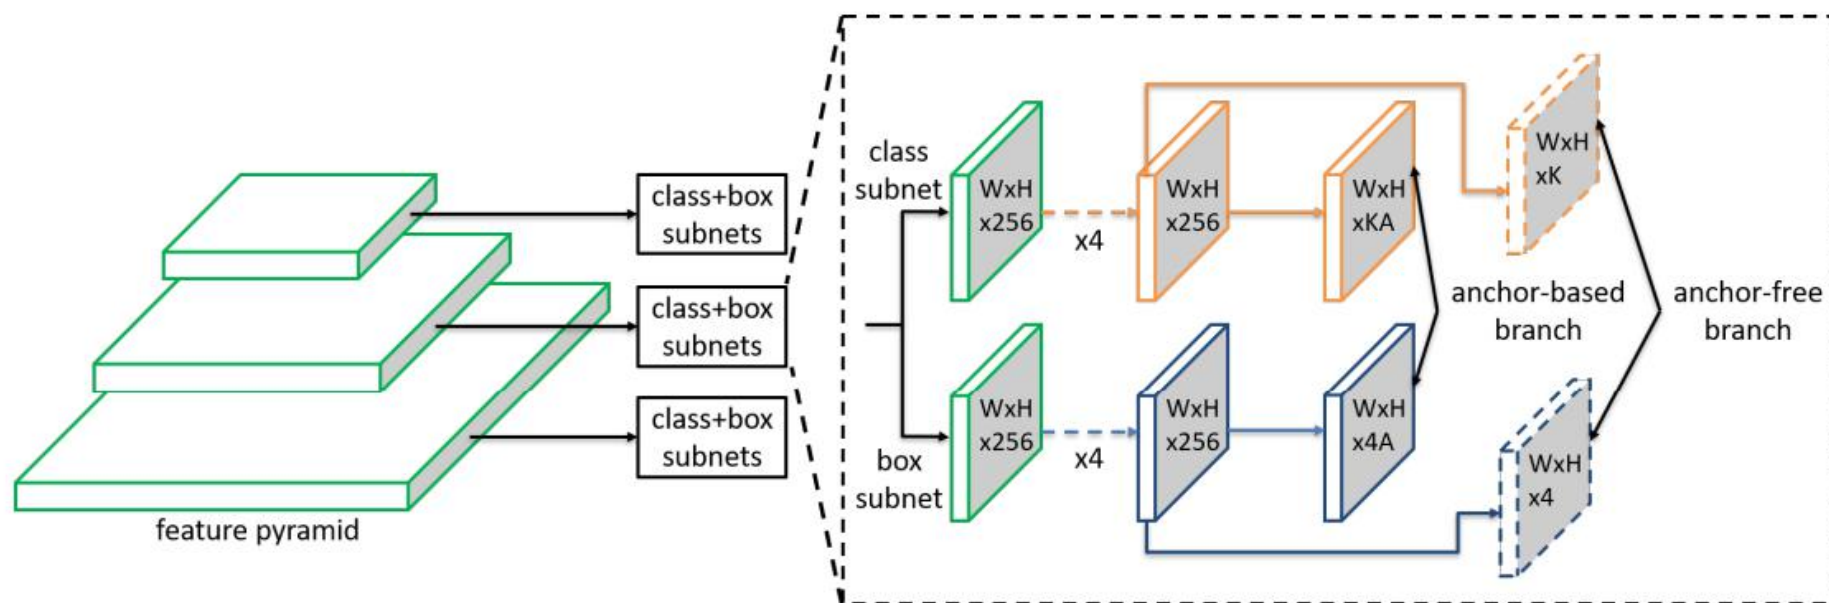 class+box
subnets
class+box
subnets
class+box
subnets
feature pyramid
class
subnet
WxH
x256
x4
WxH
x256
WxH
xKA
WxH
xK
anchor-based
branch
anchor-free
branch
box
subnet
WxH
x256
x4
WxH
x256
WxH
x4A
WxH
x4